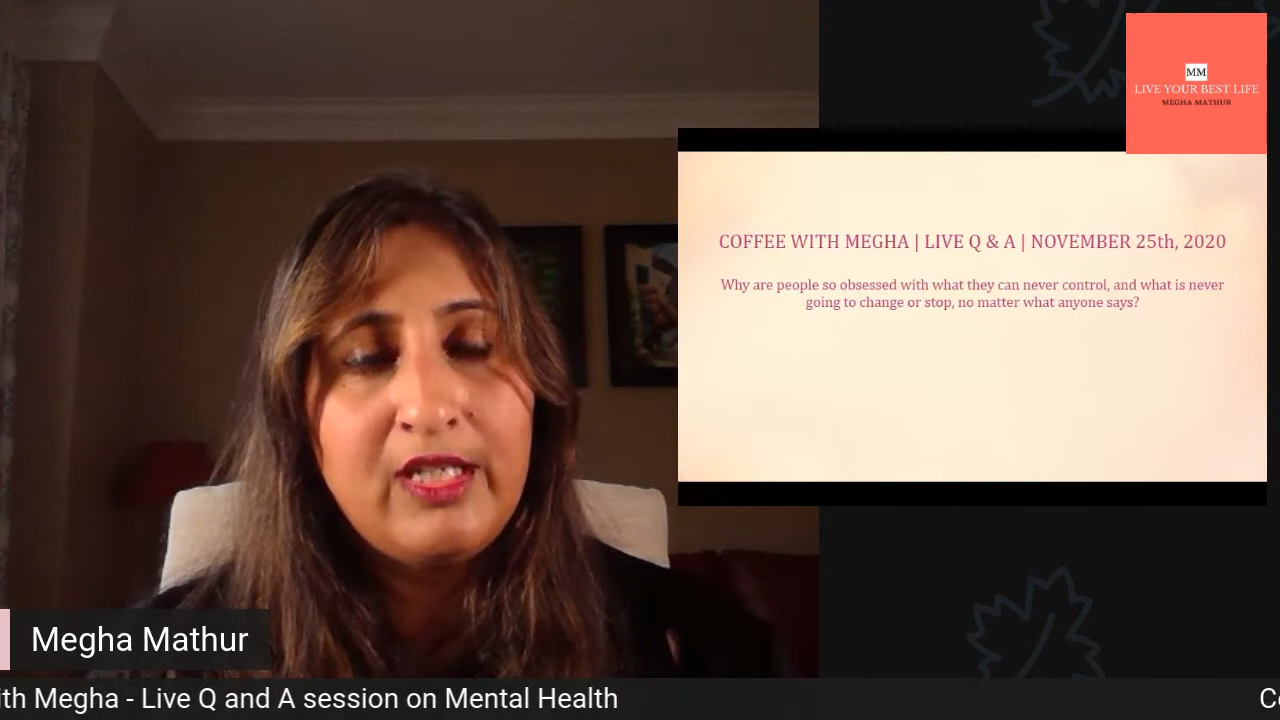 MM
LIVE YOUR BEST LIFE
MEGHA MATHUR
COFFEE WITH MEGHA | LIVE Q & A | NOVEMBER 25th, 2020
Why are people so obsessed with what they can never control, and what is never
going to change or stop, no matter what anyone says?
Megha Mathur
ith Megha - Live Q and A session on Mental Health